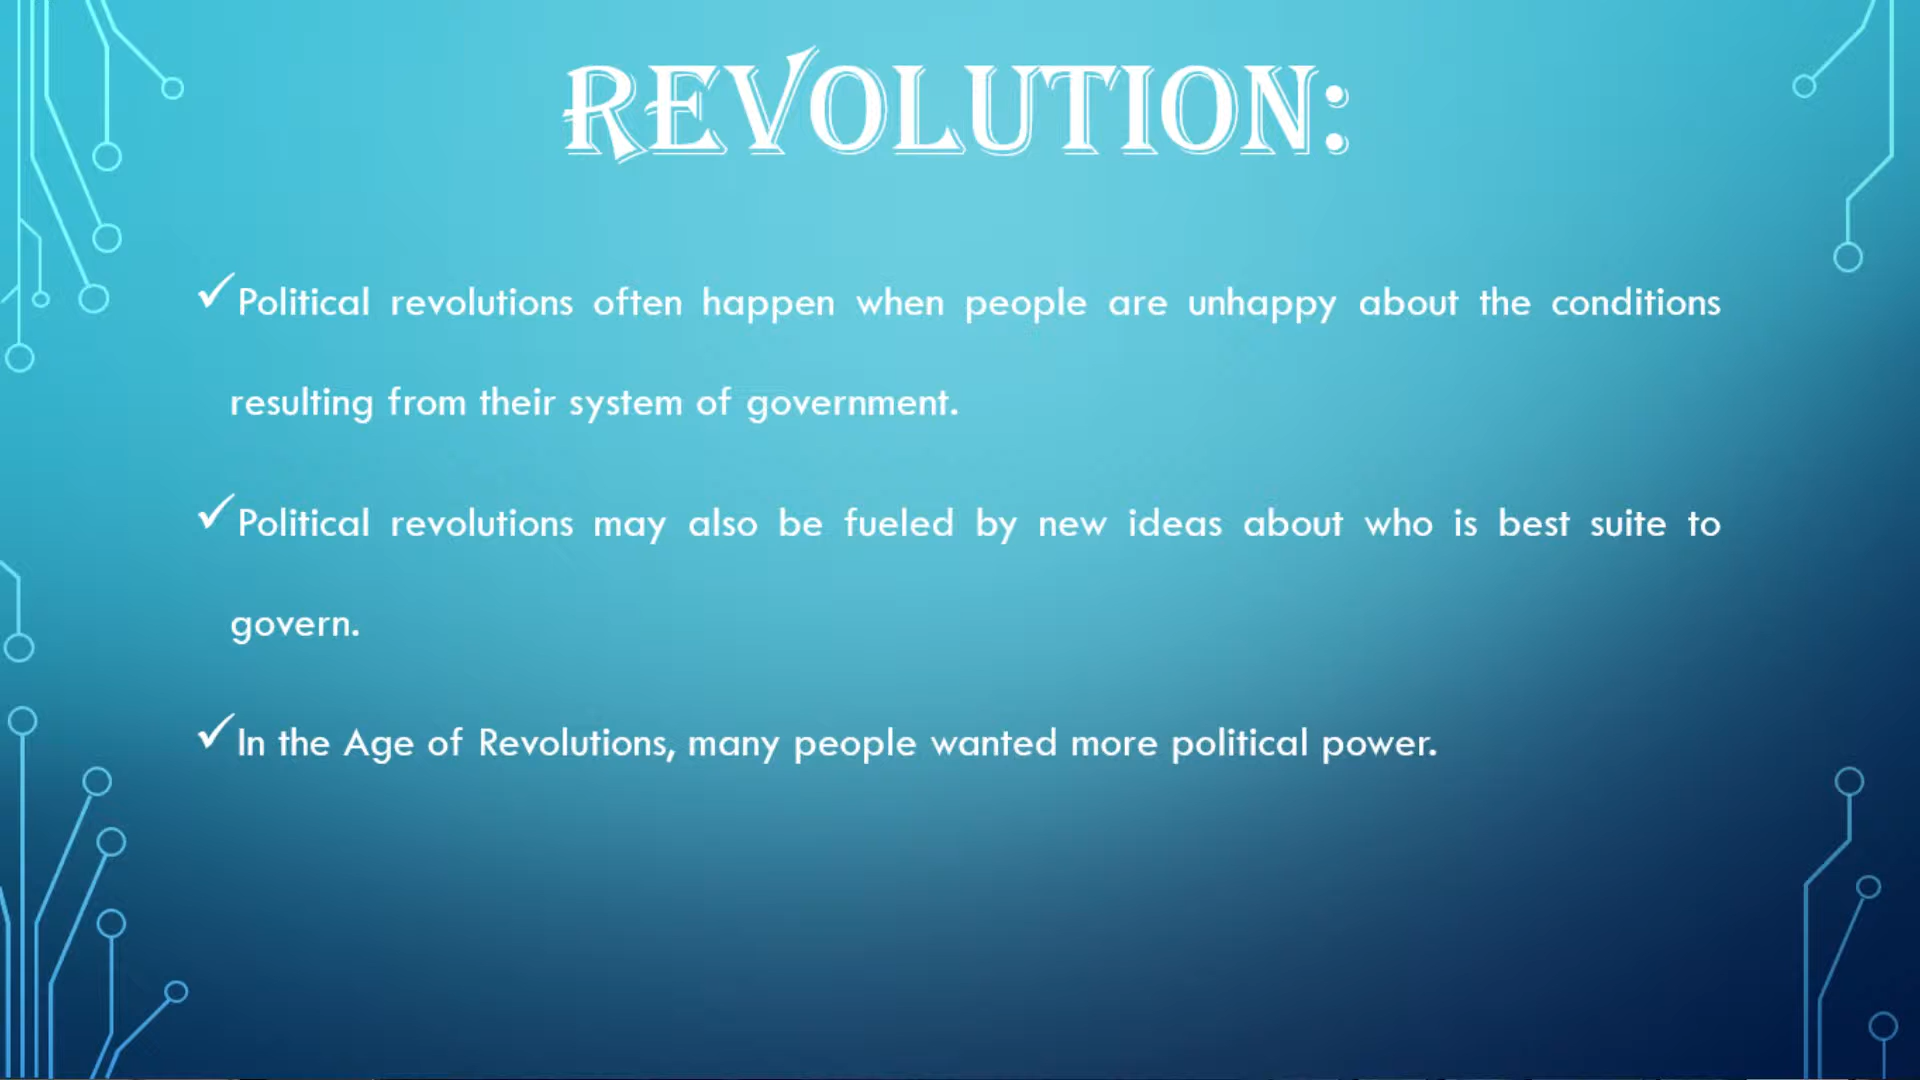 REVOLUTION:
✓Political revolutions often happen when people are unhappy about the conditions
resulting from their system of government.
✓Political revolutions may also be fueled by new ideas about who is best suite to
govern.
✓In the Age of Revolutions, many people wanted more political power.